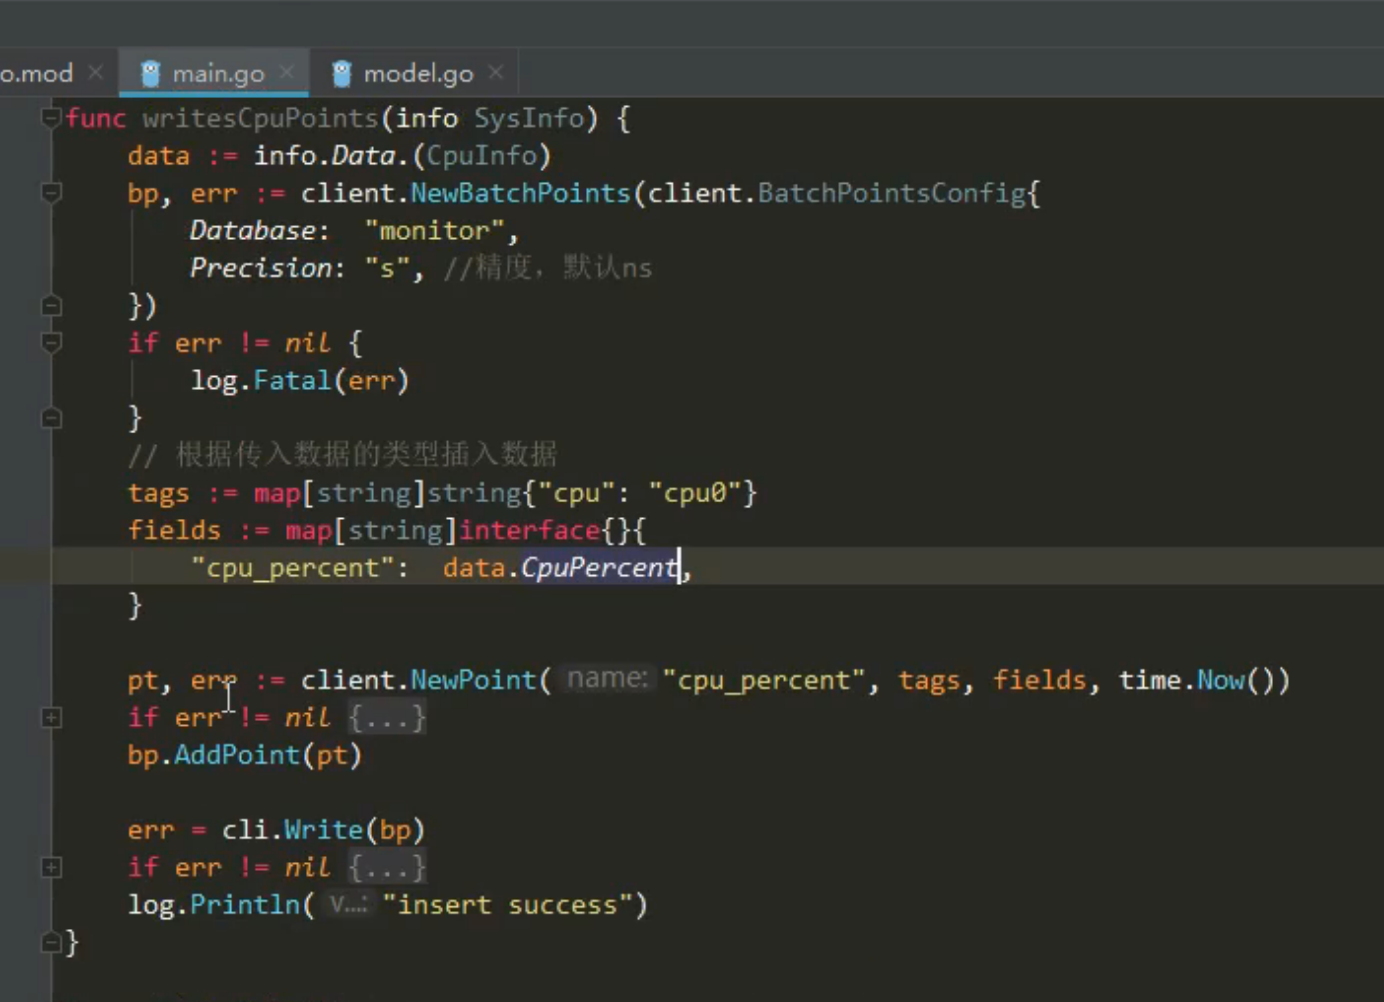 o.mod × main.go × model.go ×
func writesCpuPoints(info SysInfo) {
data := info.Data.(CpuInfo)
bp, err := client.NewBatchPoints(client.BatchPointsConfig{
Database:  "monitor",
Precision: "s", //精度，默认ns
})
if err != nil {
log.Fatal(err)
}
// 根据传入数据的类型插入数据
tags := map[string]string{"cpu": "cpu0"}
fields := map[string]interface{}{
"cpu_percent":  data.CpuPercent,
}
pt, err := client.NewPoint( name: "cpu_percent", tags, fields, time.Now())
if err != nil {...}
bp.AddPoint(pt)
err = cli.Write(bp)
if err != nil {...}
log.Println( v...: "insert success")
}